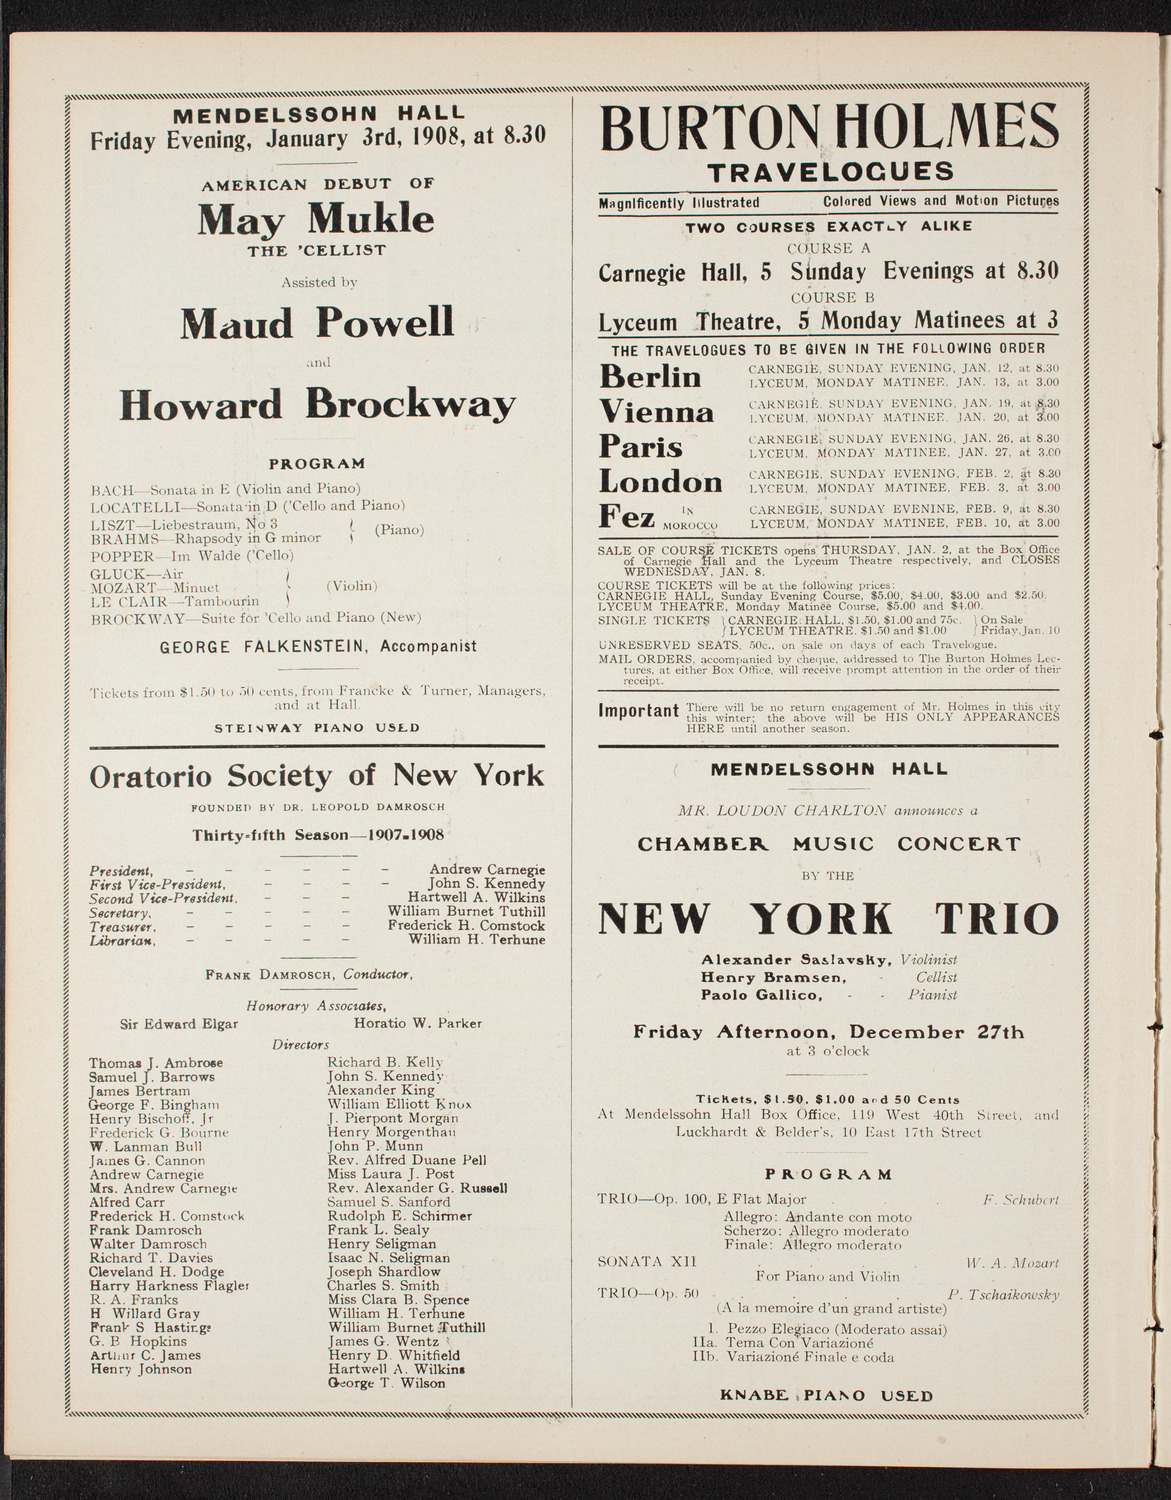 MENDELSSOHN HALL
Friday Evening, January 3rd, 1908, at 8.30
AMERICAN DEBUT OF
May Mukle
THE 'CELLIST
Assisted by
Maud Powell
and
Howard Brockway
PROGRAM
BACH—Sonata in E (Violin and Piano)
LOCATELLI—Sonata in D ('Cello and Piano)
LISZT—Liebestraum, No 3
BRAHMS—Rhapsody in G minor
(Piano)
POPPER—Im Walde ('Cello)
GLUCK—Air
MOZART—Minuet
LE CLAIR—Tambourin
(Violin)
BROCKWAY—Suite for 'Cello and Piano (New)
GEORGE FALKENSTEIN, Accompanist
Tickets from $1.50 to 50 cents, from Francke & Turner, Managers,
and at Hall.
STEINWAY PIANO USED
Oratorio Society of New York
FOUNDED BY DR. LEOPOLD DAMROSCH
Thirty-fifth Season—1907-1908
President, - - - - - - Andrew Carnegie
First Vice-President, - - - - John S. Kennedy
Second Vice-President, - - - Hartwell A. Wilkins
Secretary, - - - - - William Burnet Tuthill
Treasurer, - - - - - Frederick H. Comstock
Librarian, - - - - - William H. Terhune
FRANK DAMROSCH, Conductor,
Honorary Associates,
Sir Edward Elgar Horatio W. Parker
Directors
Thomas J. Ambrose
Samuel J. Barrows
James Bertram
George F. Bingham
Henry Bischoff, Jr
Frederick G. Bourne
W. Lanman Bull
James G. Cannon
Andrew Carnegie
Mrs. Andrew Carnegie
Alfred Carr
Frederick H. Comstock
Frank Damrosch
Walter Damrosch
Richard T. Davies
Cleveland H. Dodge
Harry Harkness Flagler
R. A. Franks
H Willard Gray
Frank S Hastings
G. B Hopkins
Arthur C. James
Henry Johnson
Richard B. Kelly
John S. Kennedy
Alexander King
William Elliott Knox
J. Pierpont Morgan
Henry Morgenthau
John P. Munn
Rev. Alfred Duane Pell
Miss Laura J. Post
Rev. Alexander G. Russell
Samuel S. Sanford
Rudolph E. Schirmer
Frank L. Sealy
Henry Seligman
Isaac N. Seligman
Joseph Shardlow
Charles S. Smith
Miss Clara B. Spence
William H. Terhune
William Burnet Tuthill
James G. Wentz
Henry D. Whitfield
Hartwell A. Wilkins
George T. Wilson
BURTON HOLMES
TRAVELOGUES
Magnificently Illustrated Colored Views and Motion Pictures
TWO COURSES EXACTLY ALIKE
COURSE A
Carnegie Hall, 5 Sunday Evenings at 8.30
COURSE B
Lyceum Theatre, 5 Monday Matinees at 3
THE TRAVELOGUES TO BE GIVEN IN THE FOLLOWING ORDER
Berlin
CARNEGIE, SUNDAY EVENING, JAN. 12, at 8.30
LYCEUM, MONDAY MATINEE, JAN. 13, at 3.00
Vienna
CARNEGIE, SUNDAY EVENING, JAN. 19, at 8.30
LYCEUM, MONDAY MATINEE, JAN. 20, at 3.00
Paris
CARNEGIE, SUNDAY EVENING, JAN. 26, at 8.30
LYCEUM, MONDAY MATINEE, JAN. 27, at 3.00
London
CARNEGIE, SUNDAY EVENING, FEB. 2, at 8.30
LYCEUM, MONDAY MATINEE, FEB. 3, at 3.00
Fez IN MOROCCO
CARNEGIE, SUNDAY EVENINE, FEB. 9, at 8.30
LYCEUM, MONDAY MATINEE, FEB. 10, at 3.00
SALE OF COURSE TICKETS opens THURSDAY, JAN. 2, at the Box Office
of Carnegie Hall and the Lyceum Theatre respectively, and CLOSES
WEDNESDAY, JAN. 8.
COURSE TICKETS will be at the following prices:
CARNEGIE HALL, Sunday Evening Course, $5.00, $4.00, $3.00 and $2.50.
LYCEUM THEATRE, Monday Matinée Course, $5.00 and $4.00.
SINGLE TICKETS CARNEGIE HALL, $1.50, $1.00 and 75c. On Sale
LYCEUM THEATRE. $1.50 and $1.00 Friday, Jan. 10
UNRESERVED SEATS, 50c., on sale on days of each Travelogue.
MAIL ORDERS, accompanied by cheque, addressed to The Burton Holmes Lec-
tures, at either Box Office, will receive prompt attention in the order of their
receipt.
Important There will be no return engagement of Mr. Holmes in this city
this winter; the above will be HIS ONLY APPEARANCES
HERE until another season.
MENDELSSOHN HALL
MR. LOUDON CHARLTON announces a
CHAMBER MUSIC CONCERT
BY THE
NEW YORK TRIO
Alexander Saslavsky, Violinist
Henry Bramsen, - Cellist
Paolo Gallico, - - Pianist
Friday Afternoon, December 27th
at 3 o'clock
Tickets, $1.50, $1.00 and 50 Cents
At Mendelssohn Hall Box Office, 119 West 40th Street, and
Luckhardt & Belder's, 10 East 17th Street
PROGRAM
TRIO—Op. 100, E Flat Major . . . F. Schubert
Allegro: Andante con moto
Scherzo: Allegro moderato
Finale: Allegro moderato
SONATA XII . . . . W. A. Mozart
For Piano and Violin
TRIO—Op. 50 . . . . . P. Tschaikowsky
(A la memoire d'un grand artiste)
I. Pezzo Elegiaco (Moderato assai)
IIa. Tema Con Variazioné
IIb. Variazioné Finale e coda
KNABE PIANO USED